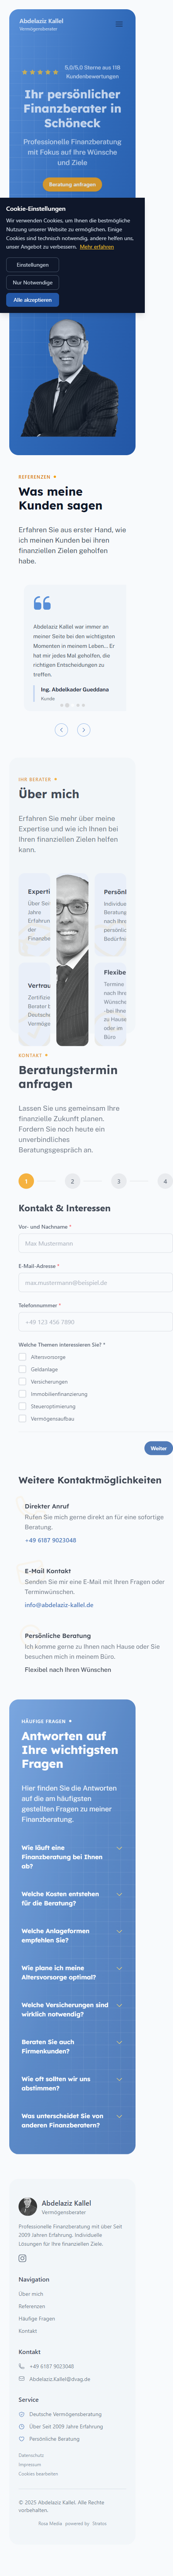 Abdelaziz Kallel
Vermögensberater
5,0/5,0 Sterne aus 118
Kundenbewertungen
Ihr persönlicher
Finanzberater in
Schöneck
Professionelle Finanzberatung
mit Fokus auf Ihre Wünsche
und Ziele
Beratung anfragen
Cookie-Einstellungen
Wir verwenden Cookies, um Ihnen die bestmögliche
Nutzung unserer Website zu ermöglichen. Einige
Cookies sind technisch notwendig, andere helfen uns,
unser Angebot zu verbessern. Mehr erfahren
Einstellungen
Nur Notwendige
Alle akzeptieren
REFERENZEN
Was meine
Kunden sagen
Erfahren Sie aus erster Hand, wie
ich meinen Kunden bei ihren
finanziellen Zielen geholfen
habe.
Abdelaziz Kallel war immer an
meiner Seite bei den wichtigsten
Momenten in meinem Leben... Er
hat mir jedes Mal geholfen, die
richtigen Entscheidungen zu
treffen.
Ing. Abdelkader Gueddana
Kunde
IHR BERATER
Über mich
Erfahren Sie mehr über meine
Expertise und wie ich Ihnen bei
Ihren finanziellen Zielen helfen
kann.
Experti
Über Sei
Jahre
Erfahrun
der
Finanzbe
Persönl
Individue
Beratung
nach Ihre
persönlic
Bedürfni
Vertrau
Zertifizie
Berater b
Deutsche
Vermöge
Flexibe
Termine
nach Ihre
Wünsche
-bei Ihne
zu Hause
oder im
Büro
KONTAKT
Beratungstermin
anfragen
Lassen Sie uns gemeinsam Ihre
finanzielle Zukunft planen.
Fordern Sie noch heute ein
unverbindliches
Beratungsgespräch an.
1 2 3 4
Kontakt & Interessen
Vor- und Nachname *
Max Mustermann
E-Mail-Adresse *
max.mustermann@beispiel.de
Telefonnummer *
+49 123 456 7890
Welche Themen interessieren Sie? *
Altersvorsorge
Geldanlage
Versicherungen
Immobilienfinanzierung
Steueroptimierung
Vermögensaufbau
Weiter
Weitere Kontaktmöglichkeiten
Direkter Anruf
Rufen Sie mich gerne direkt an für eine sofortige
Beratung.
+49 6187 9023048
E-Mail Kontakt
Senden Sie mir eine E-Mail mit Ihren Fragen oder
Terminwünschen.
info@abdelaziz-kallel.de
Persönliche Beratung
Ich komme gerne zu Ihnen nach Hause oder Sie
besuchen mich in meinem Büro.
Flexibel nach Ihren Wünschen
HÄUFIGE FRAGEN
Antworten auf
Ihre wichtigsten
Fragen
Hier finden Sie die Antworten
auf die am häufigsten
gestellten Fragen zu meiner
Finanzberatung.
Wie läuft eine
Finanzberatung bei Ihnen
ab?
Welche Kosten entstehen
für die Beratung?
Welche Anlageformen
empfehlen Sie?
Wie plane ich meine
Altersvorsorge optimal?
Welche Versicherungen sind
wirklich notwendig?
Beraten Sie auch
Firmenkunden?
Wie oft sollten wir uns
abstimmen?
Was unterscheidet Sie von
anderen Finanzberatern?
Abdelaziz Kallel
Vermögensberater
Professionelle Finanzberatung mit über Seit
2009 Jahren Erfahrung. Individuelle
Lösungen für Ihre finanziellen Ziele.
Navigation
Über mich
Referenzen
Häufige Fragen
Kontakt
Kontakt
+49 6187 9023048
Abdelaziz.Kallel@dvag.de
Service
Deutsche Vermögensberatung
Über Seit 2009 Jahre Erfahrung
Persönliche Beratung
Datenschutz
Impressum
Cookies bearbeiten
© 2025 Abdelaziz Kallel. Alle Rechte
vorbehalten.
Rosa Media powered by Stratos